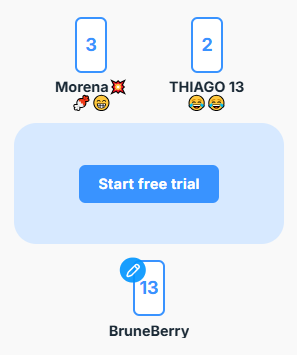 3 2
Morena💥 THIAGO 13
📌😁 😂😂
Start free trial
13
BruneBerry